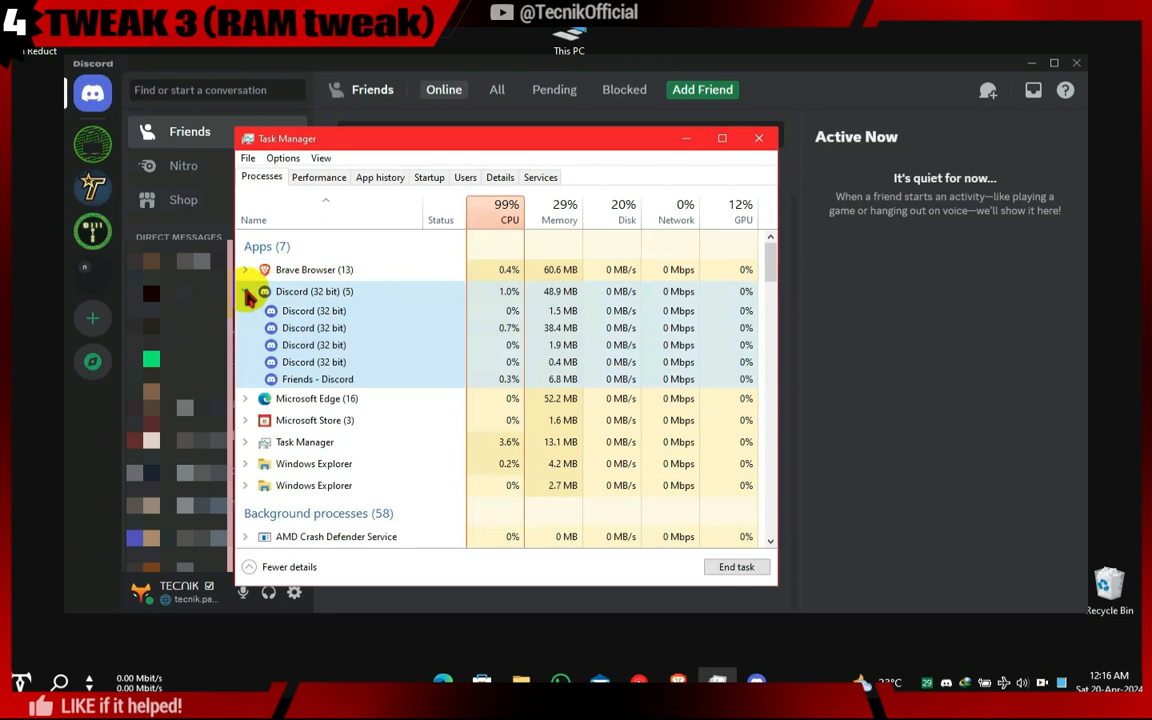 4 TWEAK 3 (RAM tweak)
@TecnikOfficial
Reduct
This PC
Discord
Find or start a conversation
Friends
Online
All
Pending
Blocked
Add Friend
Friends
Nitro
Shop
DIRECT MESSAGES
Active Now
It's quiet for now...
When a friend starts an activity—like playing a
game or hanging out on voice—we'll show it here!
Task Manager
File Options View
Processes Performance App history Startup Users Details Services
99% 29% 20% 0% 12%
Name Status CPU Memory Disk Network GPU
Apps (7)
Brave Browser (13) 0.4% 60.6 MB 0 MB/s 0 Mbps 0%
Discord (32 bit) (5) 1.0% 48.9 MB 0 MB/s 0 Mbps 0%
Discord (32 bit) 0% 1.5 MB 0 MB/s 0 Mbps 0%
Discord (32 bit) 0.7% 38.4 MB 0 MB/s 0 Mbps 0%
Discord (32 bit) 0% 1.9 MB 0 MB/s 0 Mbps 0%
Discord (32 bit) 0% 0.4 MB 0 MB/s 0 Mbps 0%
Friends - Discord 0.3% 6.8 MB 0 MB/s 0 Mbps 0%
Microsoft Edge (16) 0% 52.2 MB 0 MB/s 0 Mbps 0%
Microsoft Store (3) 0% 1.6 MB 0 MB/s 0 Mbps 0%
Task Manager 3.6% 13.1 MB 0 MB/s 0 Mbps 0%
Windows Explorer 0.2% 4.2 MB 0 MB/s 0 Mbps 0%
Windows Explorer 0% 2.7 MB 0 MB/s 0 Mbps 0%
Background processes (58)
AMD Crash Defender Service 0% 0 MB 0 MB/s 0 Mbps 0%
Fewer details
End task
TECNIK
tecnik.pa...
Recycle Bin
0.00 Mbit/s
0.00 Mbit/s
29
12:16 AM
Sat 20-Apr-2024
LIKE if it helped!